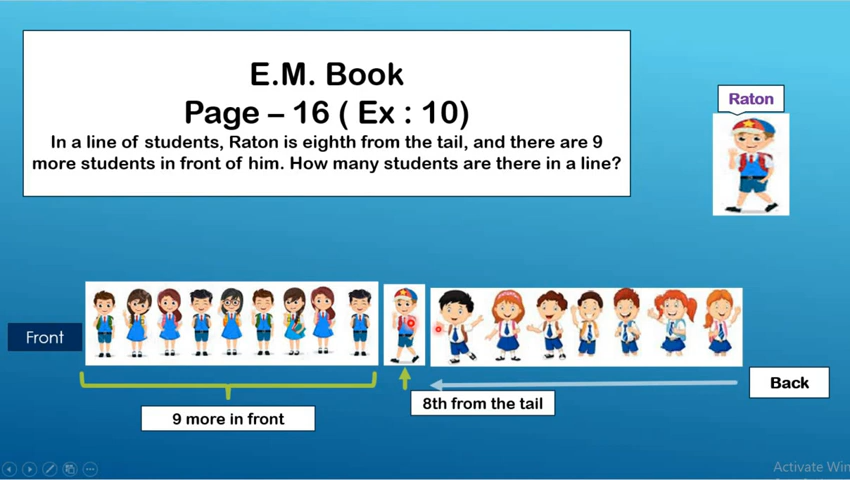 E.M. Book
Page – 16 ( Ex : 10)
In a line of students, Raton is eighth from the tail, and there are 9
more students in front of him. How many students are there in a line?
Raton
Front
Back
8th from the tail
9 more in front
Activate Win